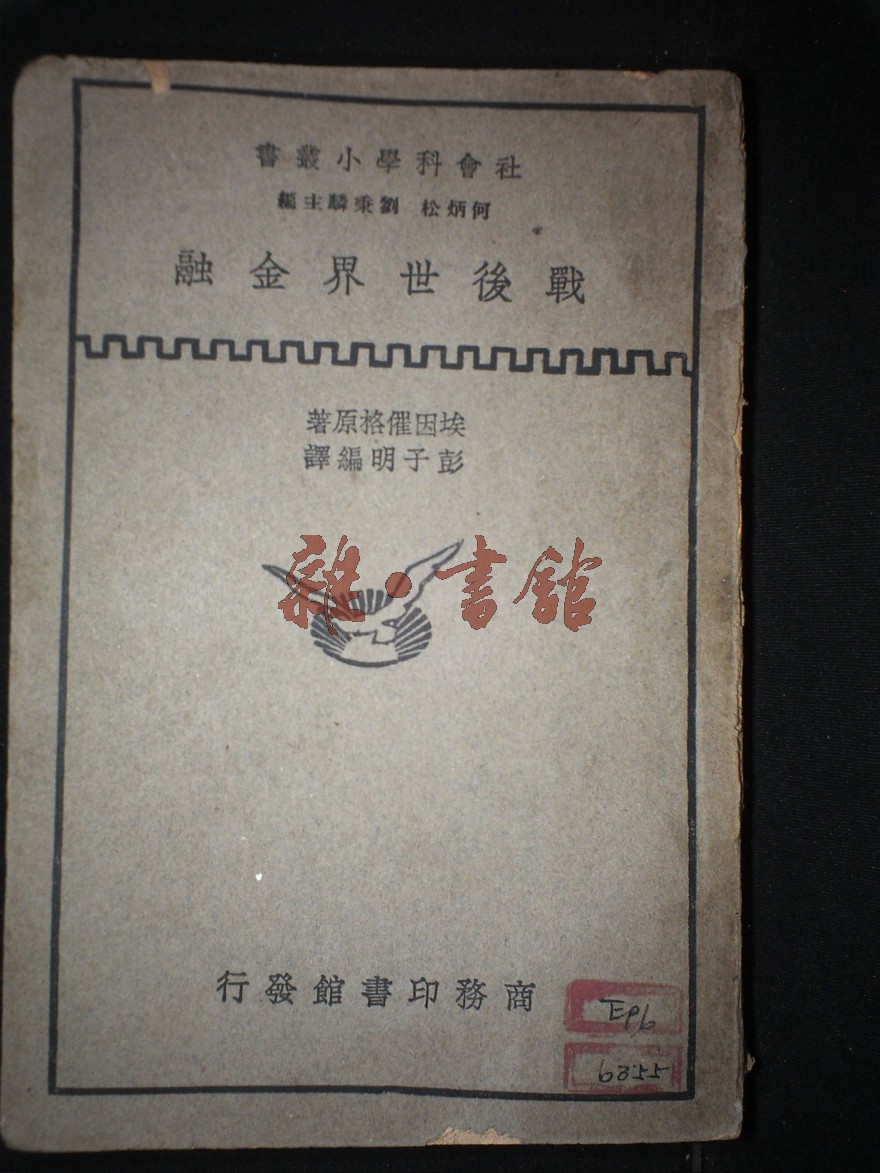 社會科學小叢書
何炳松 劉秉麟主編
戰後世界金融
埃因催格原著
彭子明編譯
雜·書館
商務印書館發行
Ep6
6355